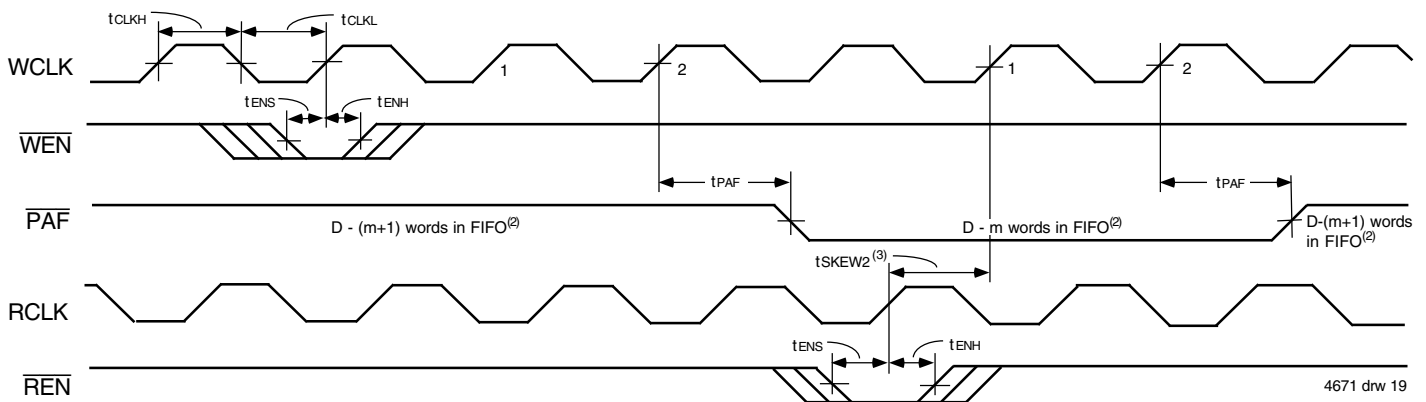 tCLKH
tCLKL
WCLK
1
2
1
2
tENS
tENH
WEN
tPAF
tPAF
PAF
D - (m+1) words in FIFO(2)
D - m words in FIFO(2)
D-(m+1) words
in FIFO(2)
tSKEW2(3)
RCLK
tENS
tENH
REN
4671 drw 19